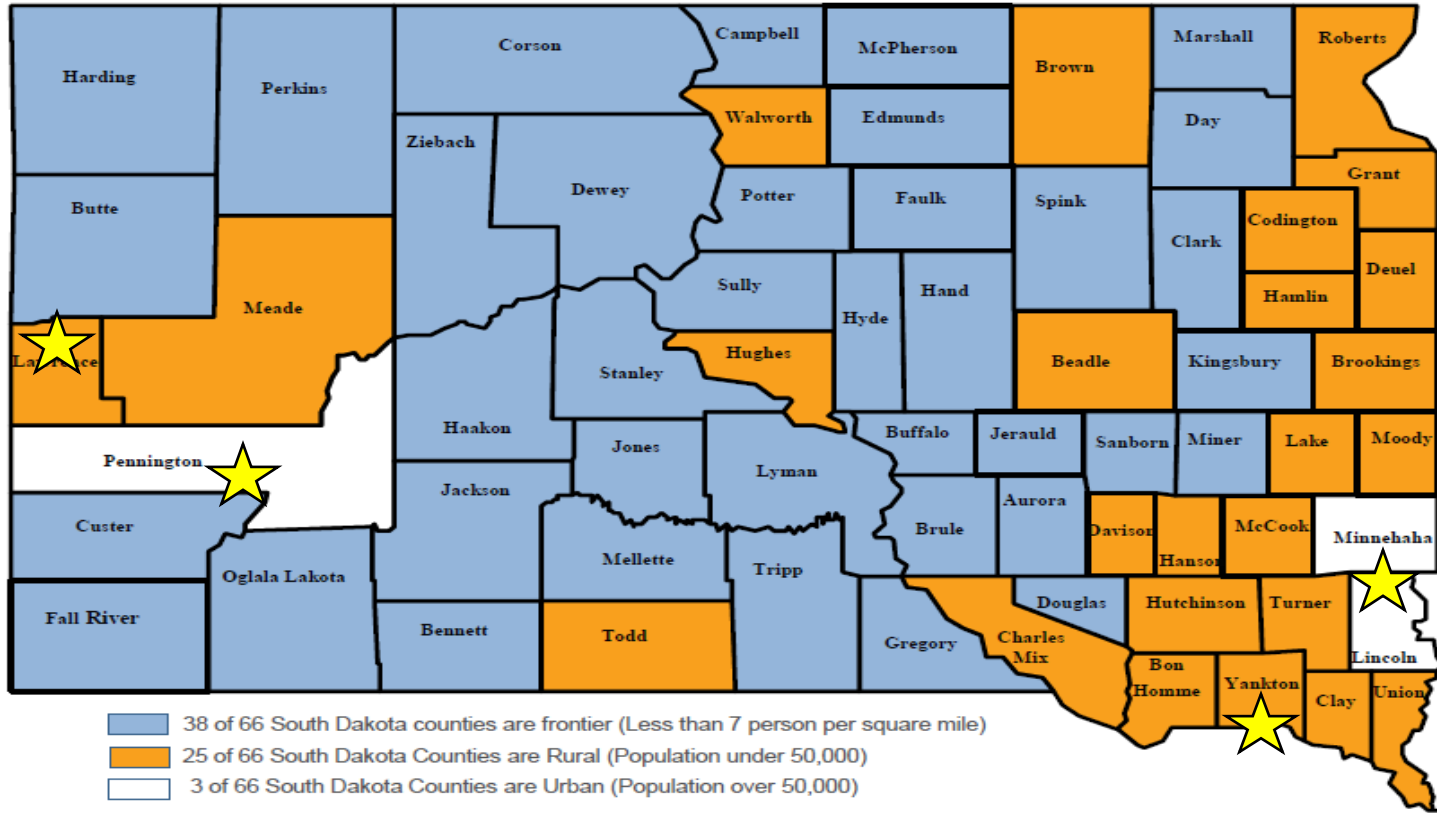 Harding
Perkins
Corson
Campbell
McPherson
Brown
Marshall
Roberts
Walworth
Edmunds
Day
Ziebach
Dewey
Grant
Butte
Potter
Faulk
Spink
Codington
Clark
Deuel
Meade
Sully
Hand
Hamlin
Hyde
Lawrence
Hughes
Beadle
Kingsbury
Brookings
Stanley
Haakon
Buffalo
Jerauld
Sanborn
Miner
Lake
Moody
Jones
Pennington
Lyman
Jackson
Aurora
Custer
Brule
Davison
McCook
Minnehaha
Hanson
Mellette
Tripp
Oglala Lakota
Fall River
Douglas
Hutchinson
Turner
Bennett
Todd
Gregory
Charles
Mix
Lincoln
Bon
Homme
Yankton
Clay
Union
38 of 66 South Dakota counties are frontier (Less than 7 person per square mile)
25 of 66 South Dakota Counties are Rural (Population under 50,000)
3 of 66 South Dakota Counties are Urban (Population over 50,000)